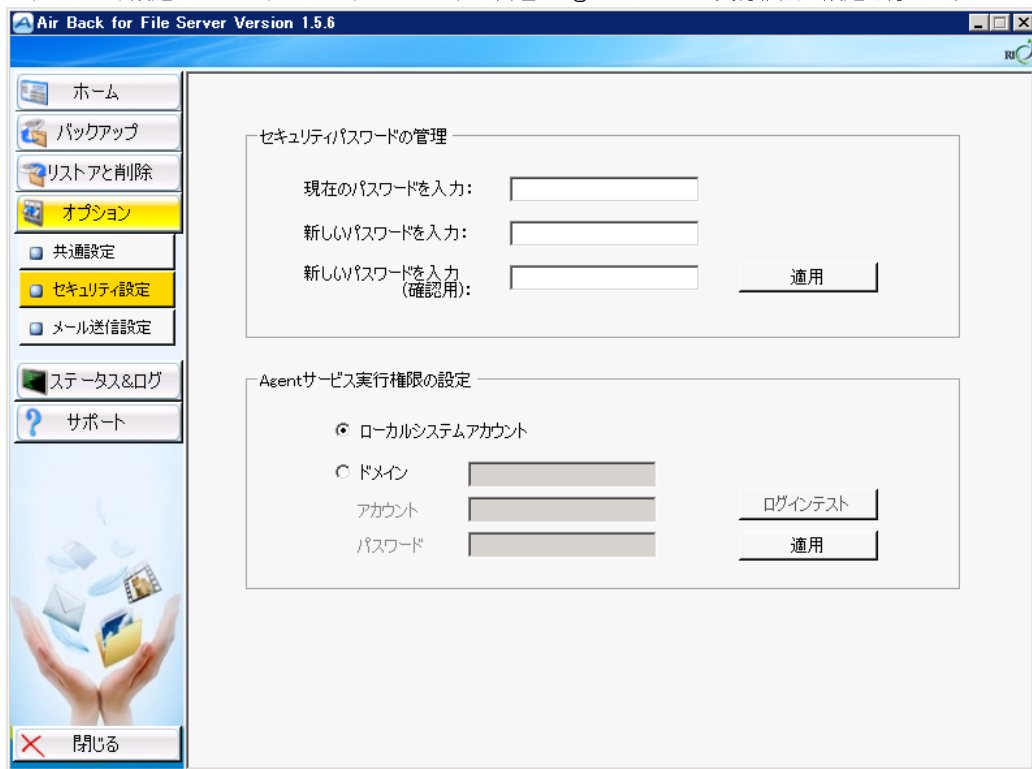 Air Back for File Server Version 1.5.6
RI
ホーム
バックアップ
リストアと削除
オプション
共通設定
セキュリティ設定
メール送信設定
ステータス&ログ
サポート
閉じる
セキュリティパスワードの管理
現在のパスワードを入力:
新しいパスワードを入力:
新しいパスワードを入力
(確認用):
適用
Agentサービス実行権限の設定
ローカルシステムアカウント
ドメイン
アカウント
パスワード
ログインテスト
適用